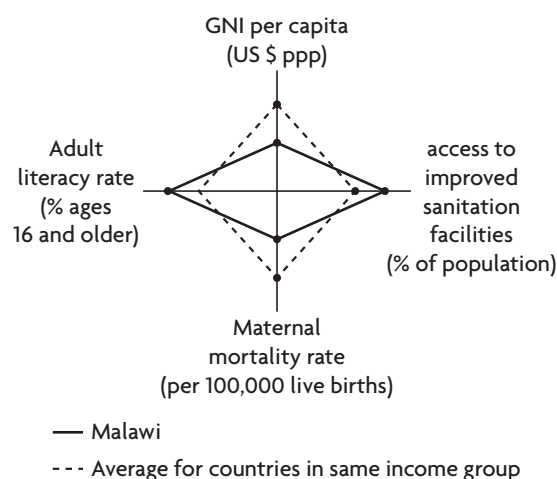 GNI per capita
(US $ ppp)
Adult
literacy rate
(% ages
16 and older)
access to
improved
sanitation
facilities
(% of population)
Maternal
mortality rate
(per 100,000 live births)
Malawi
Average for countries in same income group